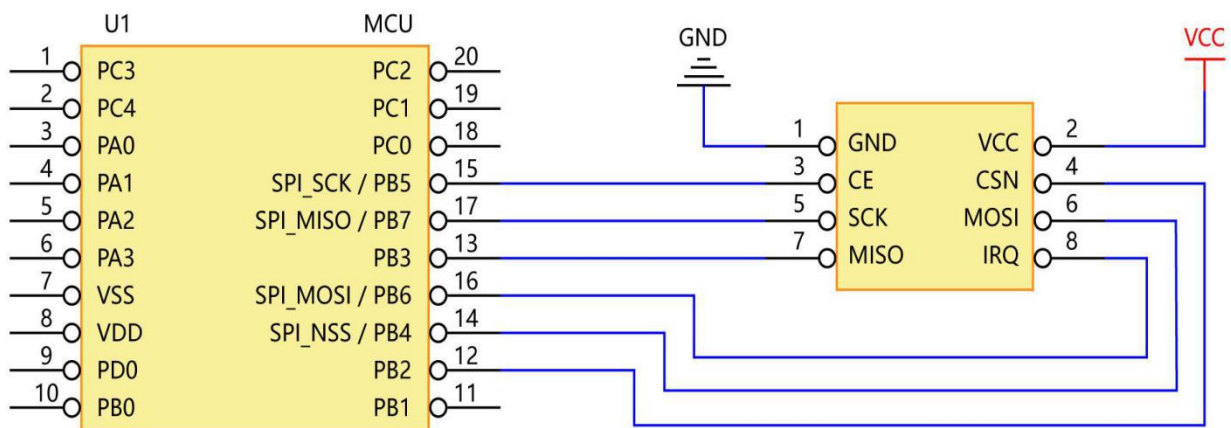 U1 MCU
GND VCC
1 PC3 PC2 20
2 PC4 PC1 19
3 PA0 PC0 18
1 GND VCC 2
4 PA1 SPI_SCK / PB5 15
3 CE CSN 4
5 PA2 SPI_MISO / PB7 17
5 SCK MOSI 6
6 PA3 PB3 13
7 MISO IRQ 8
7 VSS SPI_MOSI / PB6 16
8 VDD SPI_NSS / PB4 14
9 PD0 PB2 12
10 PB0 PB1 11